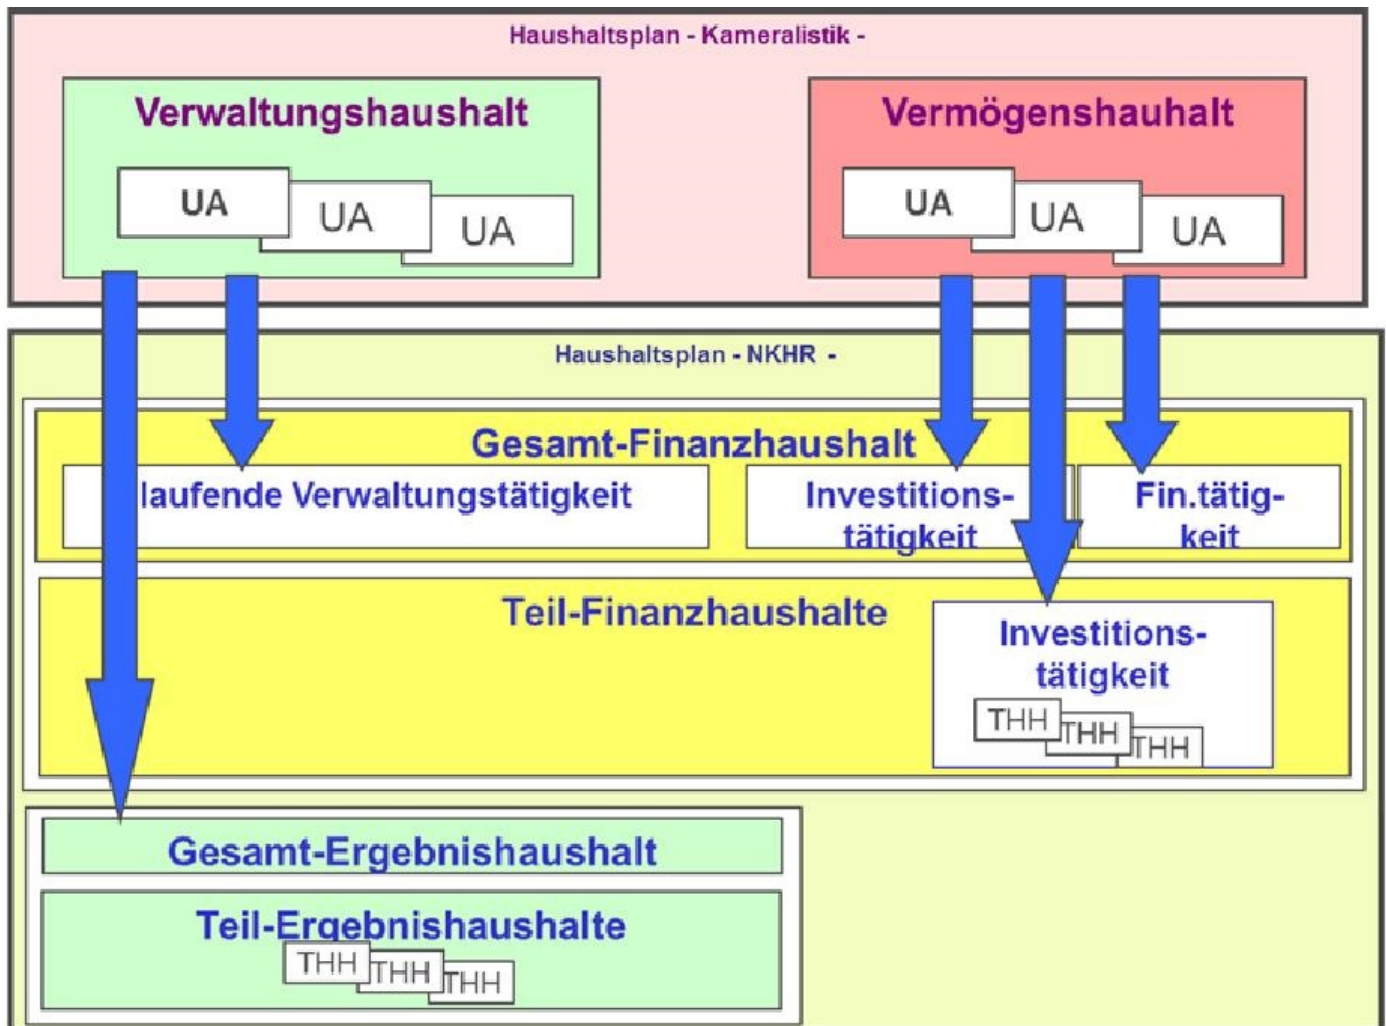 Haushaltsplan - Kameralistik -
Verwaltungshaushalt
UA
UA
UA
Vermögenshauhalt
UA
UA
UA
Haushaltsplan - NKHR -
Gesamt-Finanzhaushalt
laufende Verwaltungstätigkeit
Investitions-
tätigkeit
Fin.tätig-
keit
Teil-Finanzhaushalte
Investitions-
tätigkeit
THH
THH
THH
Gesamt-Ergebnishaushalt
Teil-Ergebnishaushalte
THH
THH
THH